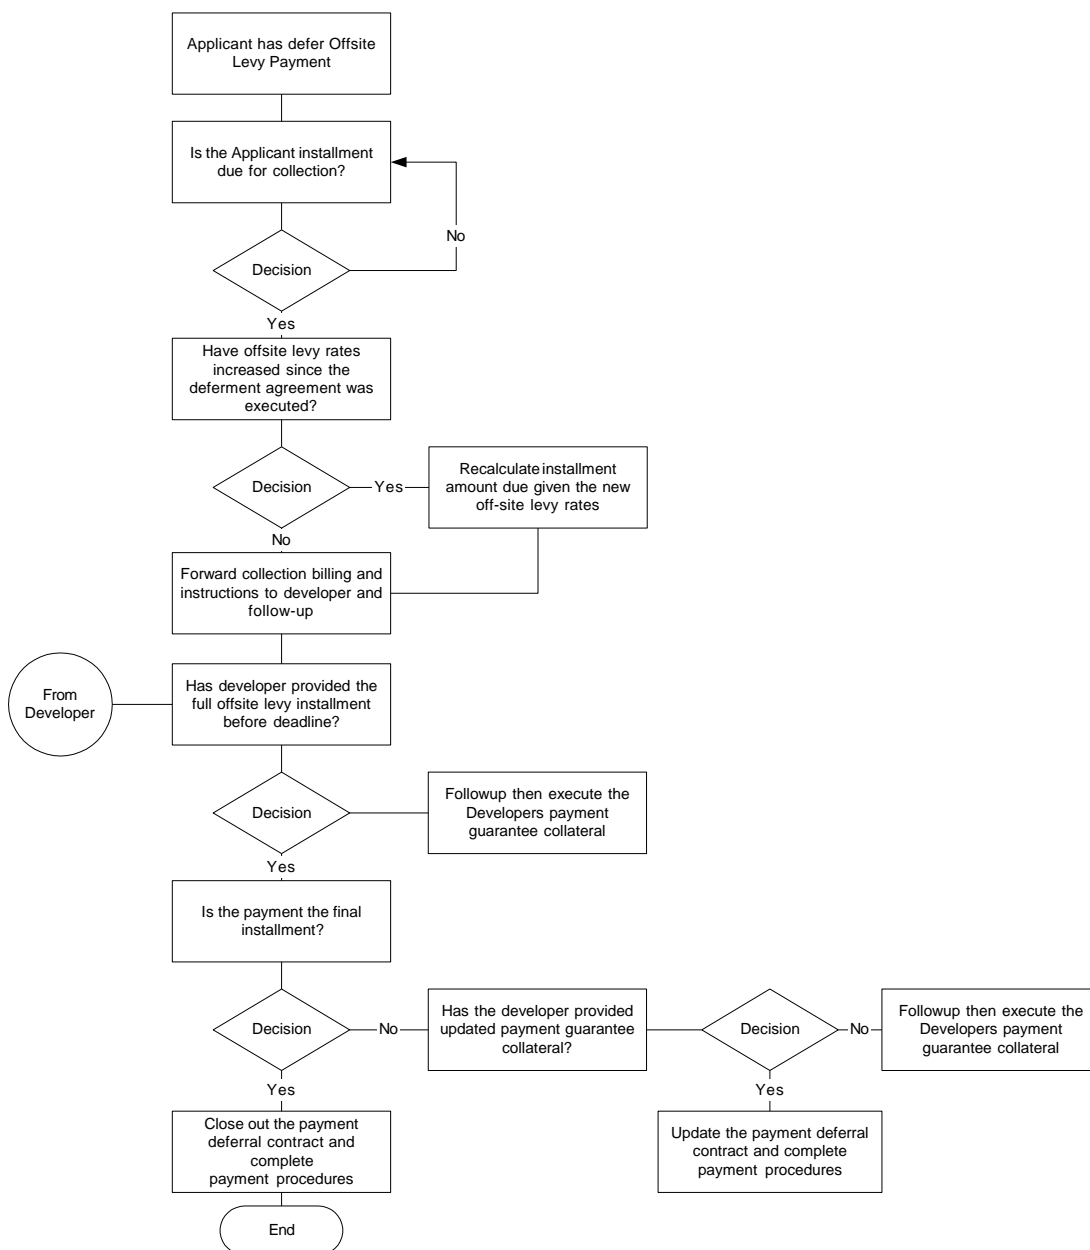 Applicant has defer Offsite
Levy Payment
Is the Applicant installment
due for collection?
No
Decision
Yes
Have offsite levy rates
increased since the
deferment agreement was
executed?
Decision
Yes
Recalculate installment
amount due given the new
off-site levy rates
No
Forward collection billing and
instructions to developer and
follow-up
From
Developer
Has developer provided the
full offsite levy installment
before deadline?
Decision
Followup then execute the
Developers payment
guarantee collateral
Yes
Is the payment the final
installment?
Decision
No
Has the developer provided
updated payment guarantee
collateral?
Decision
No
Followup then execute the
Developers payment
guarantee collateral
Yes
Yes
Close out the payment
deferral contract and
complete
payment procedures
Update the payment deferral
contract and complete
payment procedures
End